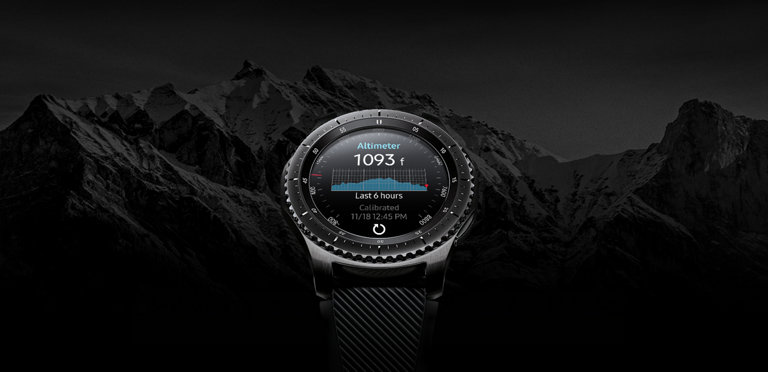 Altimeter
1093 f
Last 6 hours
Calibrated
11/18 12:45 PM